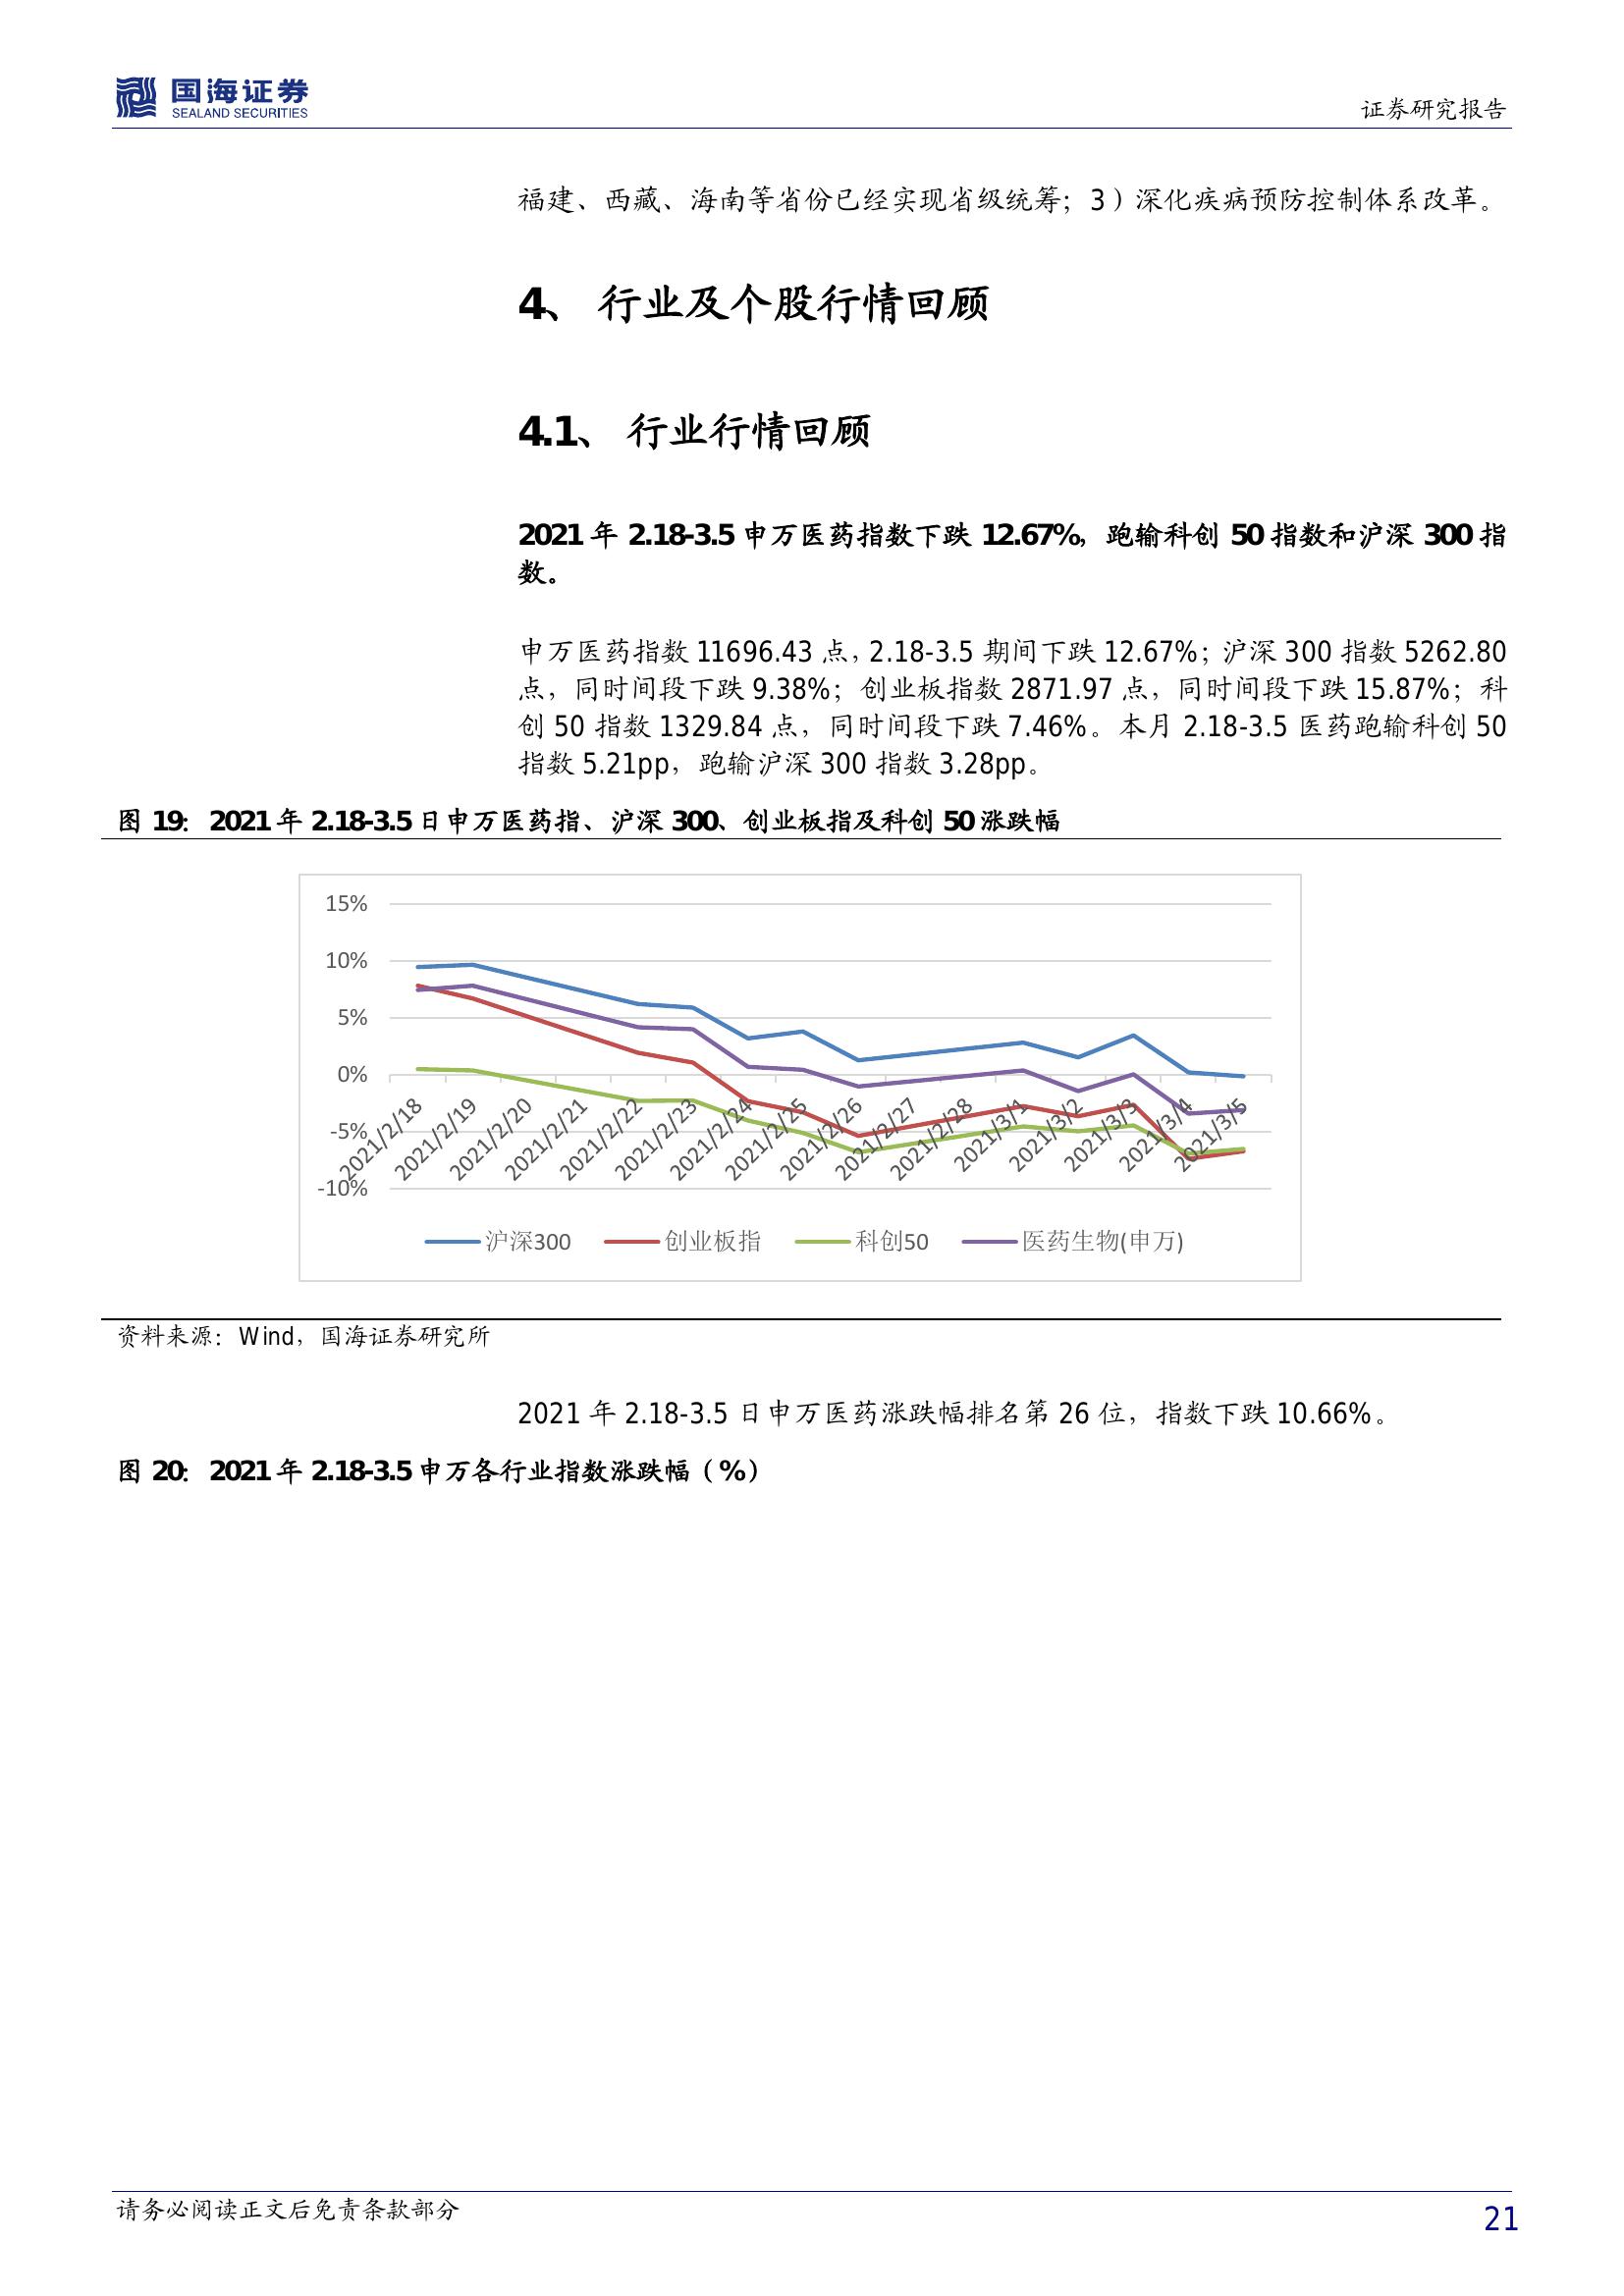 国海证券
SEALAND SECURITIES
证券研究报告
福建、西藏、海南等省份已经实现省级统筹；3）深化疾病预防控制体系改革。
4、 行业及个股行情回顾
4.1、 行业行情回顾
2021 年 2.18-3.5 申万医药指数下跌 12.67%，跑输科创 50 指数和沪深 300 指
数。
申万医药指数 11696.43 点，2.18-3.5 期间下跌 12.67%；沪深 300 指数 5262.80
点，同时间段下跌 9.38%；创业板指数 2871.97 点，同时间段下跌 15.87%；科
创 50 指数 1329.84 点，同时间段下跌 7.46%。本月 2.18-3.5 医药跑输科创 50
指数 5.21pp，跑输沪深 300 指数 3.28pp。
图 19：2021 年 2.18-3.5 日申万医药指、沪深 300、创业板指及科创 50 涨跌幅
15%
10%
5%
0%
-5%
-10%
2021/2/18
2021/2/19
2021/2/20
2021/2/21
2021/2/22
2021/2/23
2021/2/24
2021/2/25
2021/2/26
2021/2/27
2021/2/28
2021/3/1
2021/3/2
2021/3/3
2021/3/4
2021/3/5
沪深300 创业板指 科创50 医药生物(申万)
资料来源：Wind，国海证券研究所
2021 年 2.18-3.5 日申万医药涨跌幅排名第 26 位，指数下跌 10.66%。
图 20：2021 年 2.18-3.5 申万各行业指数涨跌幅（%）
请务必阅读正文后免责条款部分
21